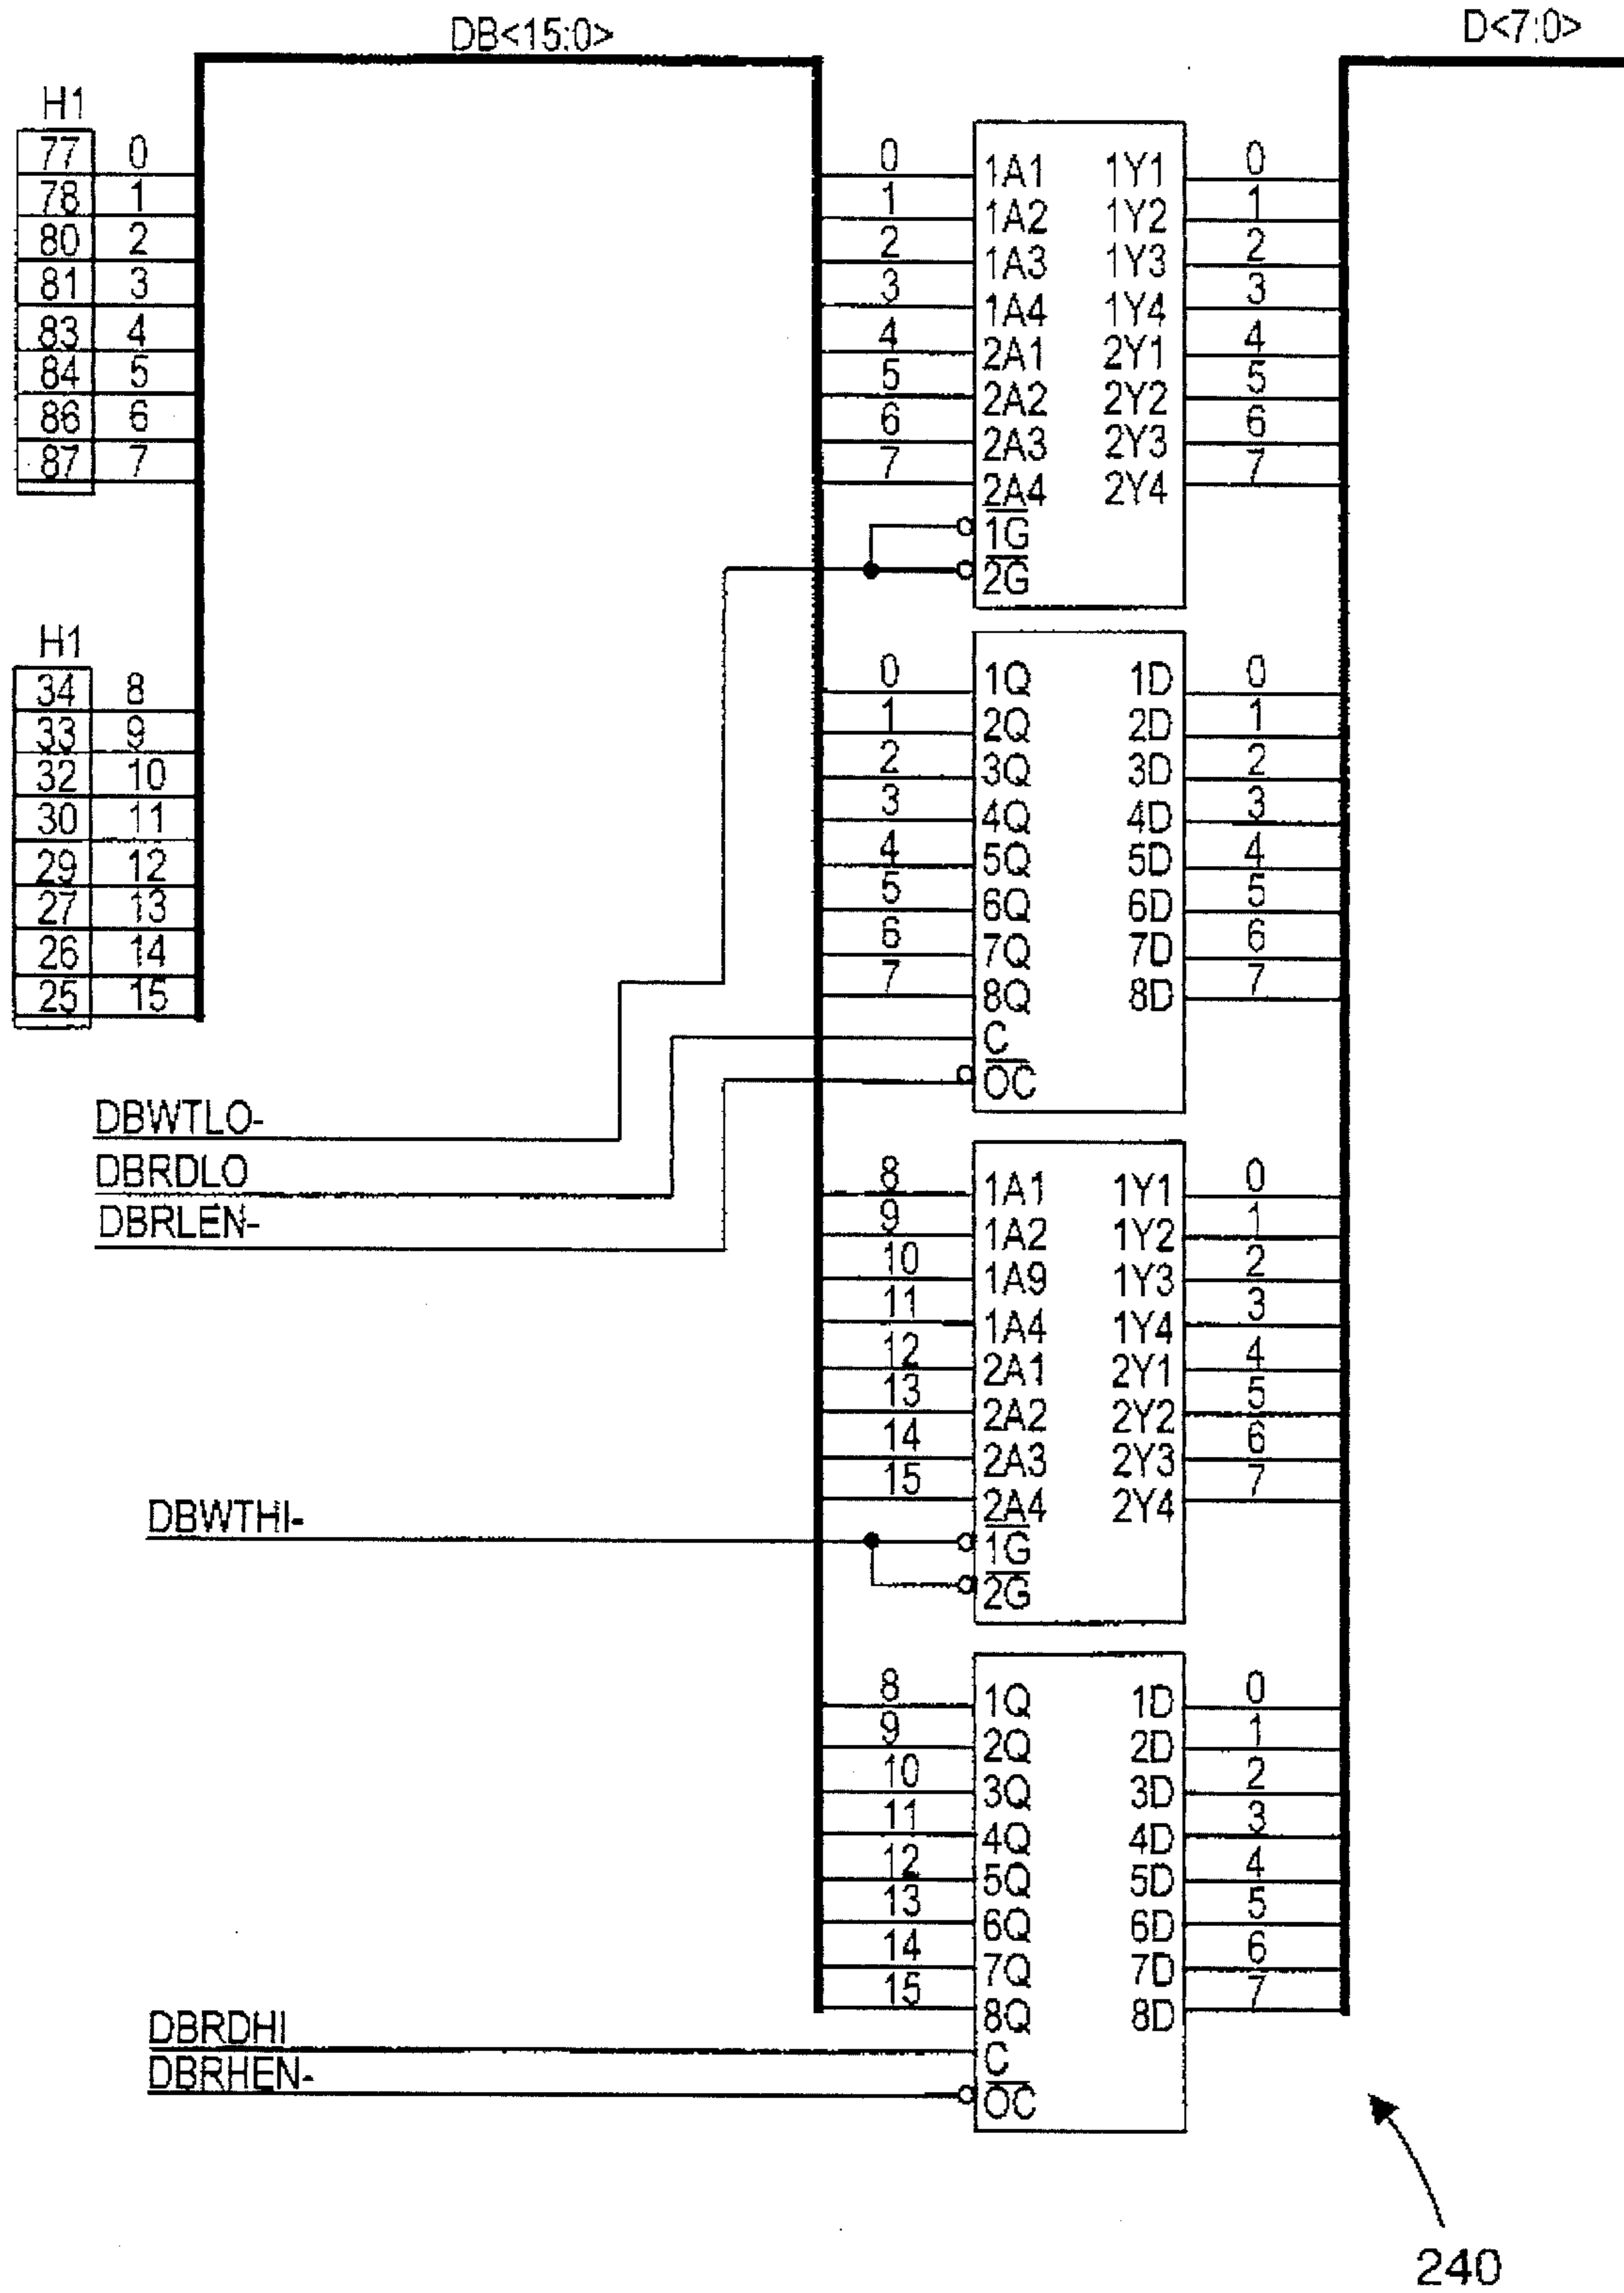 DB<15:0>
D<7:0>
H1
77 0
78 1
80 2
81 3
83 4
84 5
86 6
87 7
H1
34 8
33 9
32 10
30 11
29 12
27 13
26 14
25 15
DBWTLO-
DBRDLO
DBRLEN-
DBWTHI-
DBRDHI
DBRHEN-
0 1A1 1Y1 0
1 1A2 1Y2 1
2 1A3 1Y3 2
3 1A4 1Y4 3
4 2A1 2Y1 4
5 2A2 2Y2 5
6 2A3 2Y3 6
7 2A4 2Y4 7
1G
2G
0 1Q 1D 0
1 2Q 2D 1
2 3Q 3D 2
3 4Q 4D 3
4 5Q 5D 4
5 6Q 6D 5
6 7Q 7D 6
7 8Q 8D 7
C
OC
8 1A1 1Y1 0
9 1A2 1Y2 1
10 1A9 1Y3 2
11 1A4 1Y4 3
12 2A1 2Y1 4
13 2A2 2Y2 5
14 2A3 2Y3 6
15 2A4 2Y4 7
1G
2G
8 1Q 1D 0
9 2Q 2D 1
10 3Q 3D 2
11 4Q 4D 3
12 5Q 5D 4
13 6Q 6D 5
14 7Q 7D 6
15 8Q 8D 7
C
OC
240